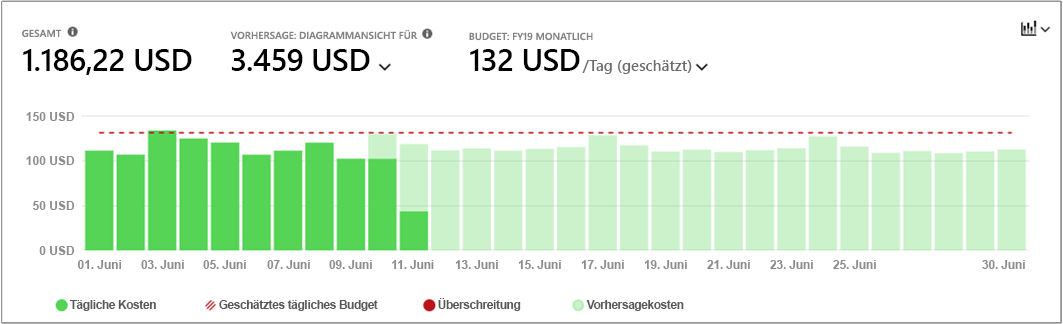 GESAMT
1.186,22 USD
VORHERSAGE: DIAGRAMMANSICHT FÜR
3.459 USD
BUDGET: FY19 MONATLICH
132 USD /Tag (geschätzt)
150 USD
100 USD
50 USD
0 USD
01. Juni 03. Juni 05. Juni 07. Juni 09. Juni 11. Juni 13. Juni 15. Juni 17. Juni 19. Juni 21. Juni 23. Juni 25. Juni 30. Juni
Tägliche Kosten Geschätztes tägliches Budget Überschreitung Vorhersagekosten